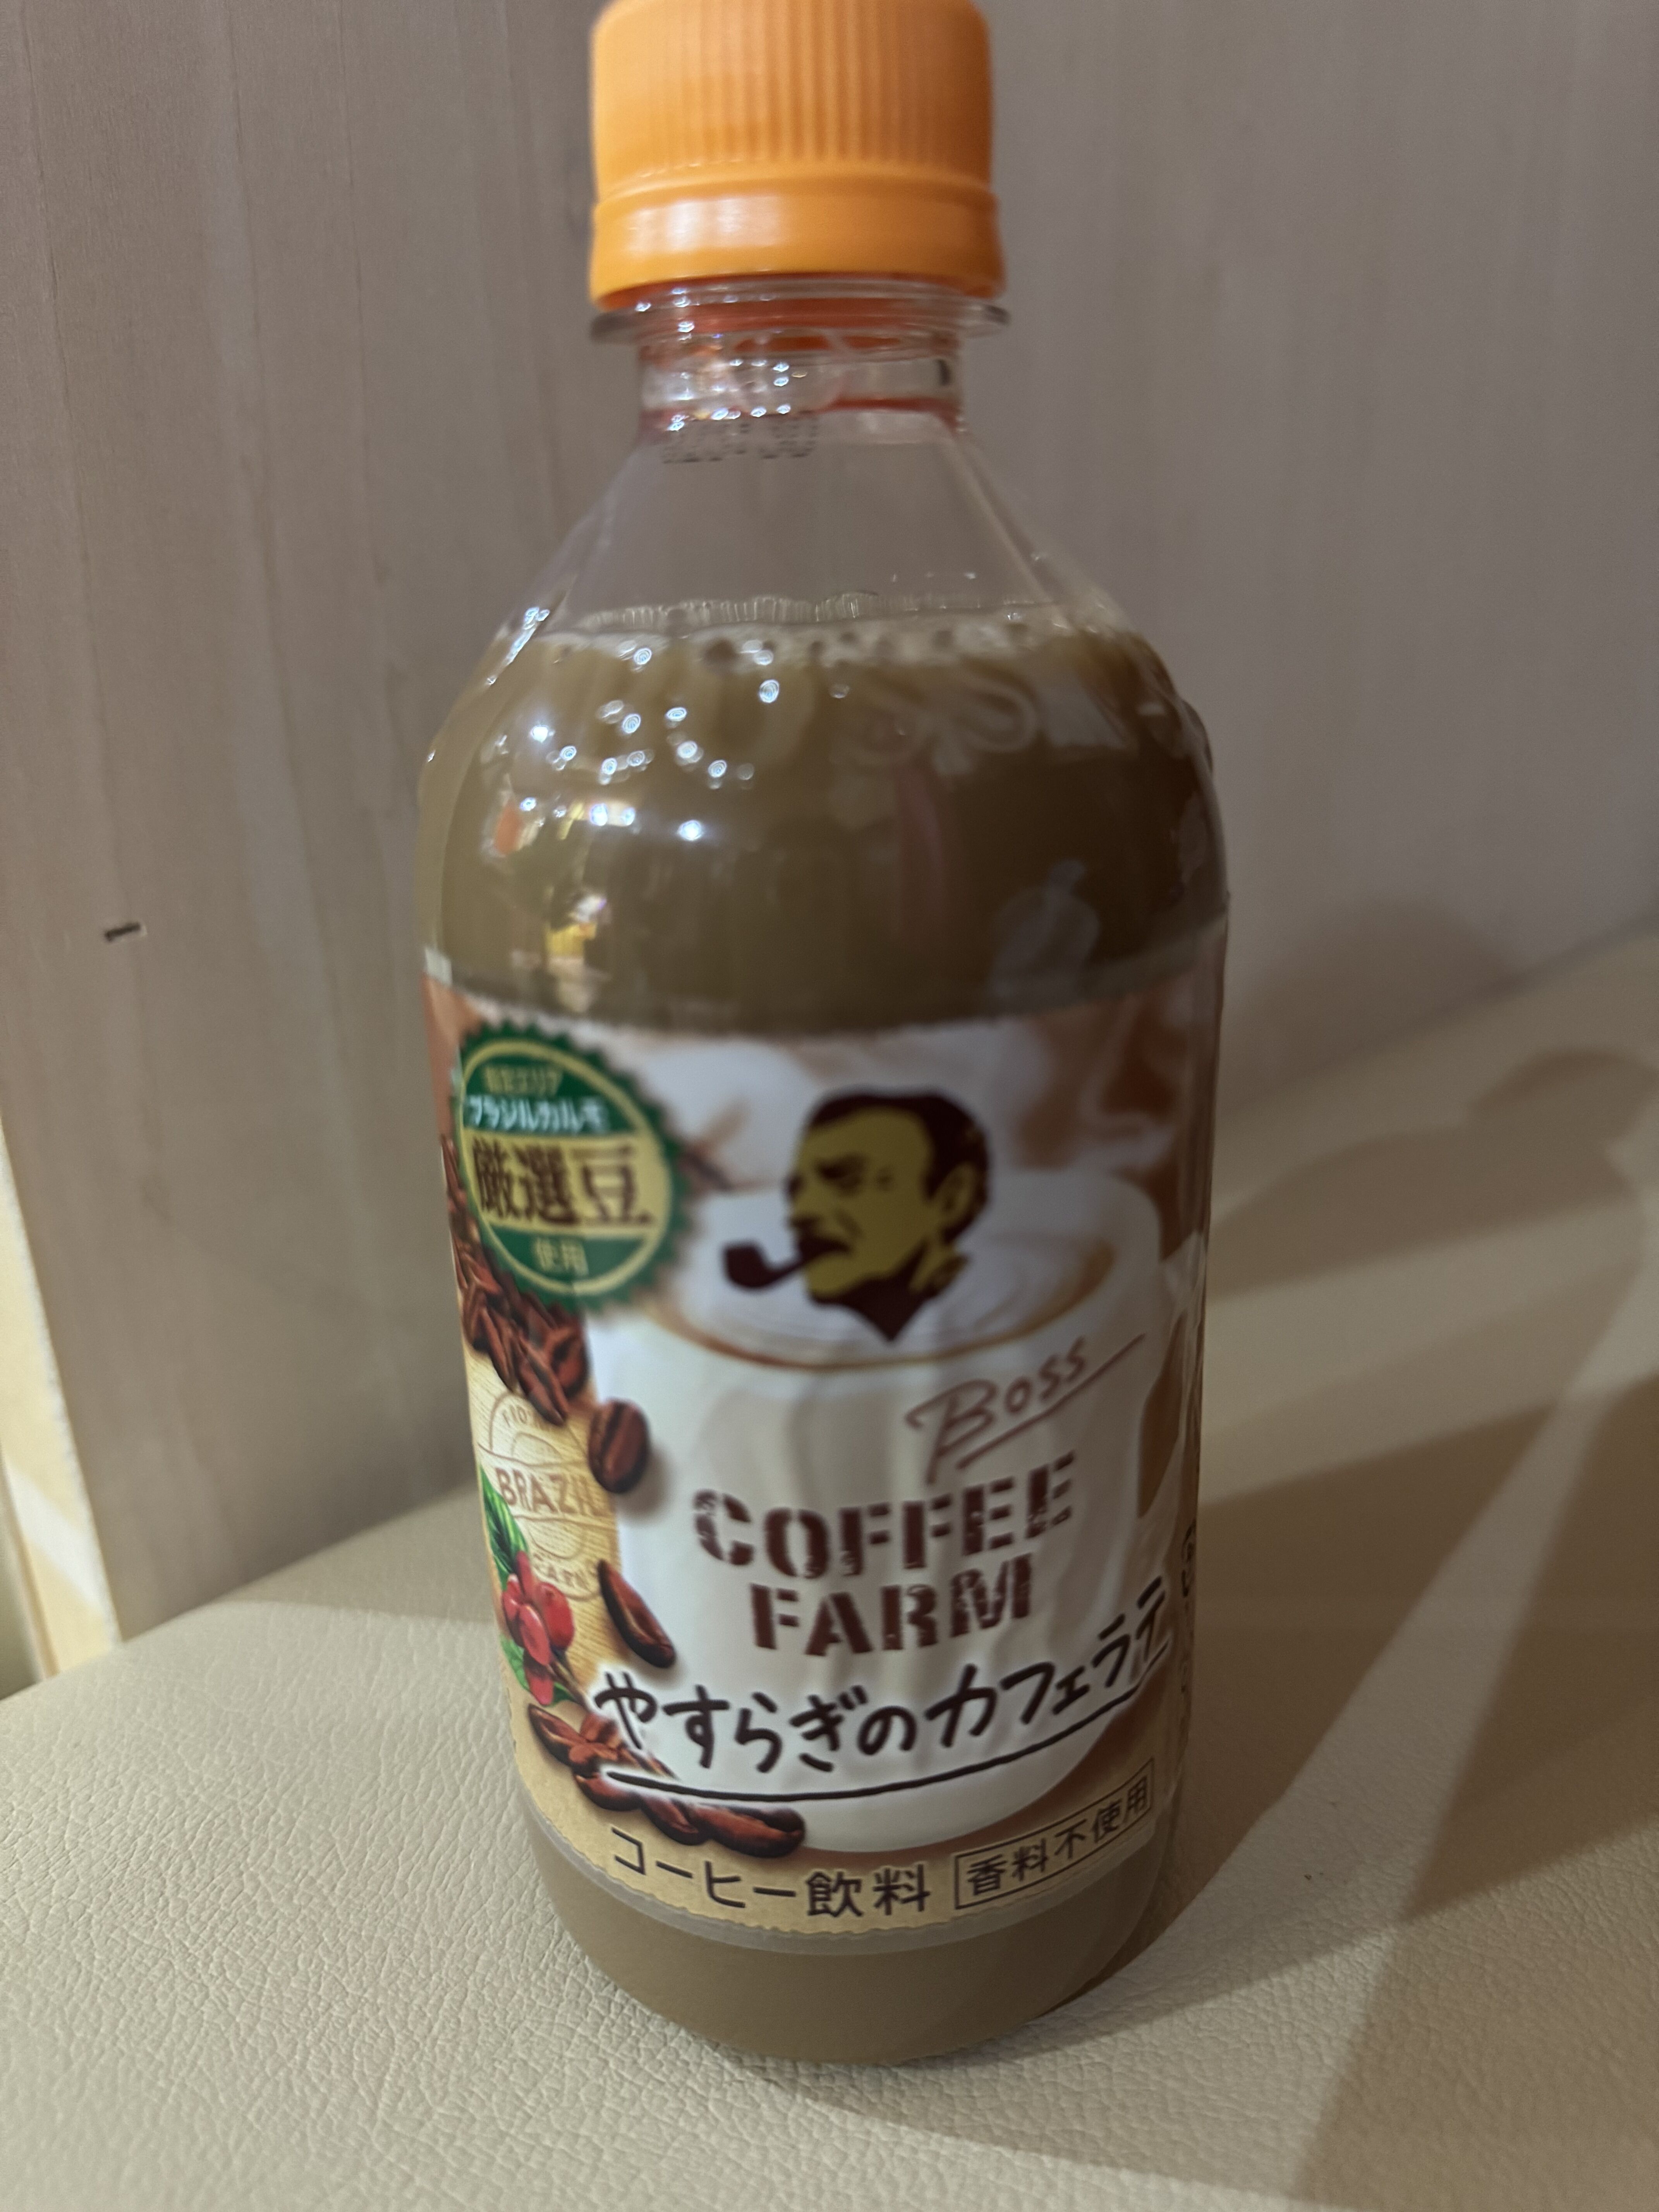 ブラジルカルモ
厳選豆
使用
BRAZIL
Boss
COFFEE
FARM
やすらぎのカフェラテ
コーヒー飲料
香料不使用